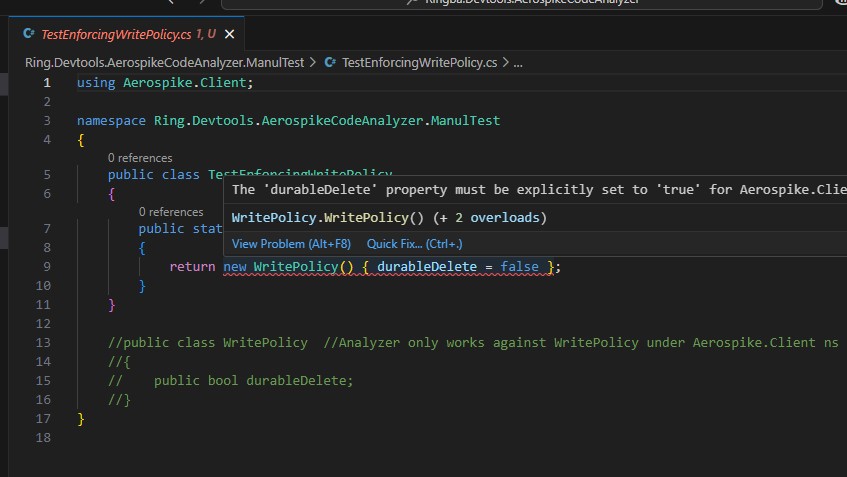 Ringba.Devtools.AerospikeCodeAnalyzer
TestEnforcingWritePolicy.cs 1, U
Ring.Devtools.AerospikeCodeAnalyzer.ManulTest > TestEnforcingWritePolicy.cs > ...
1 using Aerospike.Client;
2
3 namespace Ring.Devtools.AerospikeCodeAnalyzer.ManulTest
4 {
0 references
5 public class TestEnforcingWritePolicy
6 {
The 'durableDelete' property must be explicitly set to 'true' for Aerospike.Clie
0 references
WritePolicy.WritePolicy() (+ 2 overloads)
7 public stat
8 {
View Problem (Alt+F8) Quick Fix... (Ctrl+.)
9 return new WritePolicy() { durableDelete = false };
10 }
11 }
12
13 //public class WritePolicy //Analyzer only works against WritePolicy under Aerospike.Client ns
14 //{
15 // public bool durableDelete;
16 //}
17 }
18